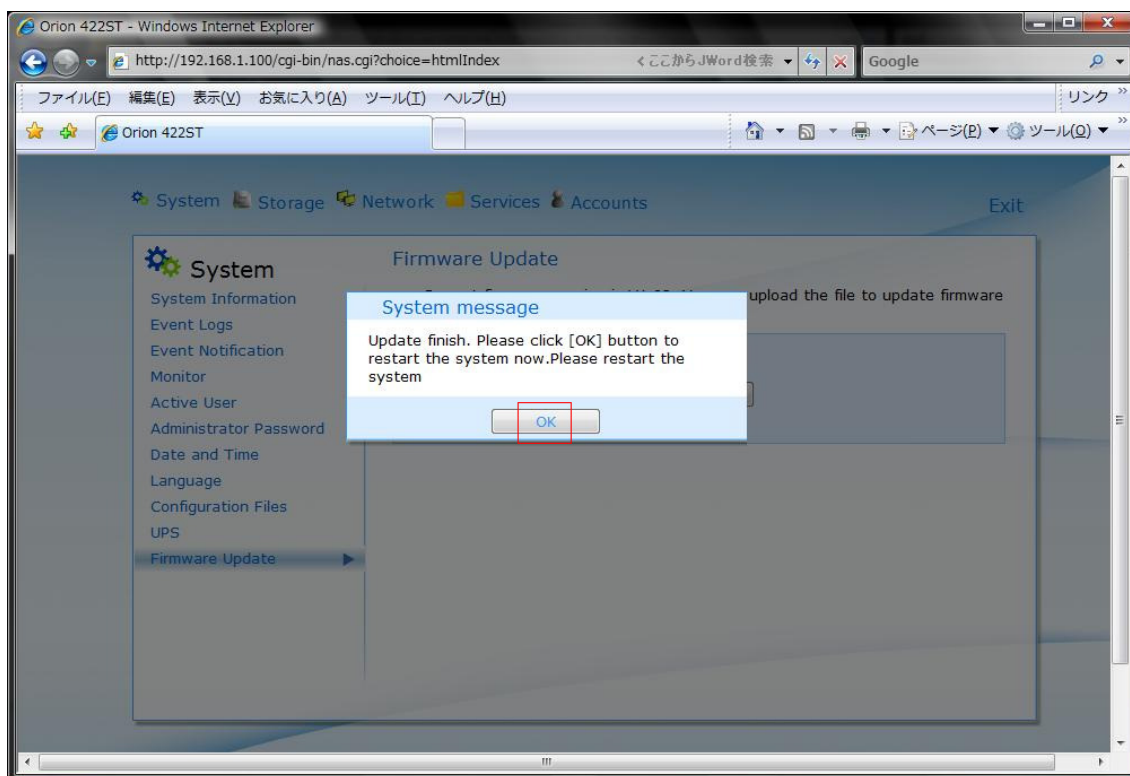 Orion 422ST - Windows Internet Explorer
http://192.168.1.100/cgi-bin/nas.cgi?choice=htmlIndex
<ここからJWord検索
Google
ファイル(F) 編集(E) 表示(V) お気に入り(A) ツール(T) ヘルプ(H)
リンク »
Orion 422ST
ページ(P) ツール(O) »
System Storage Network Services Accounts
Exit
System
System Information
Event Logs
Event Notification
Monitor
Active User
Administrator Password
Date and Time
Language
Configuration Files
UPS
Firmware Update
Firmware Update
upload the file to update firmware
System message
Update finish. Please click [OK] button to
restart the system now.Please restart the
system
OK